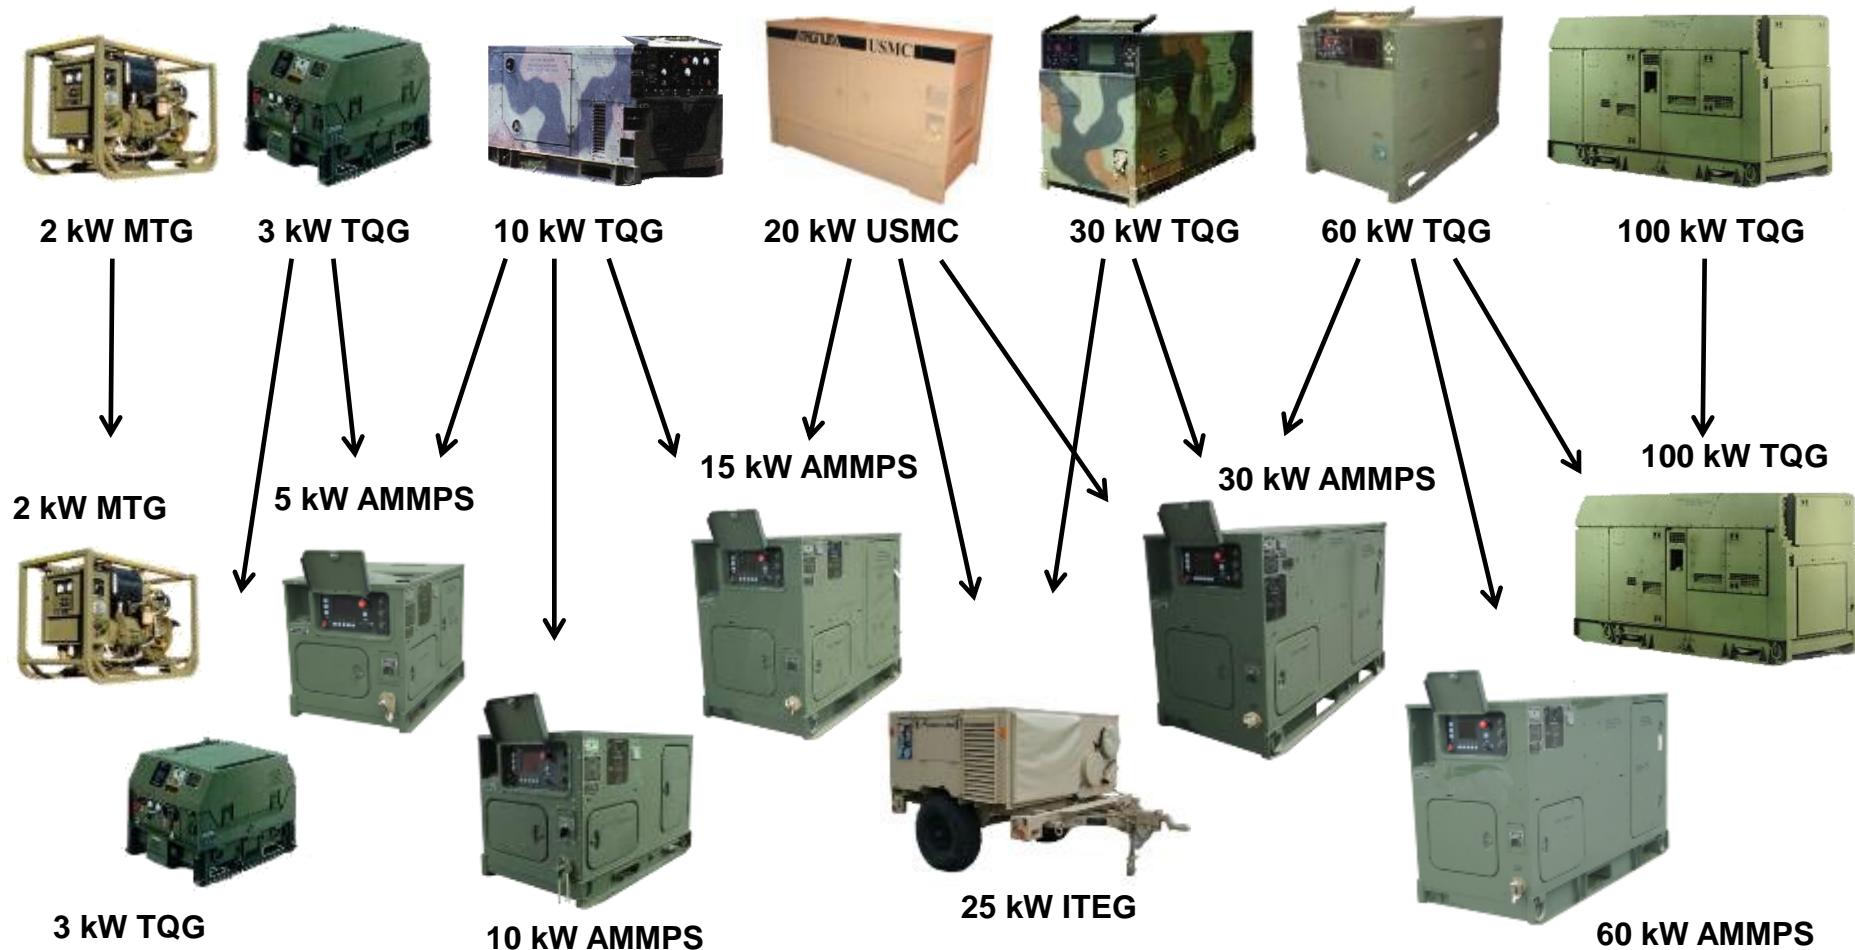 USMC
2 kW MTG
3 kW TQG
10 kW TQG
20 kW USMC
30 kW TQG
60 kW TQG
100 kW TQG
15 kW AMMPS
100 kW TQG
30 kW AMMPS
5 kW AMMPS
2 kW MTG
25 kW ITEG
3 kW TQG
10 kW AMMPS
60 kW AMMPS